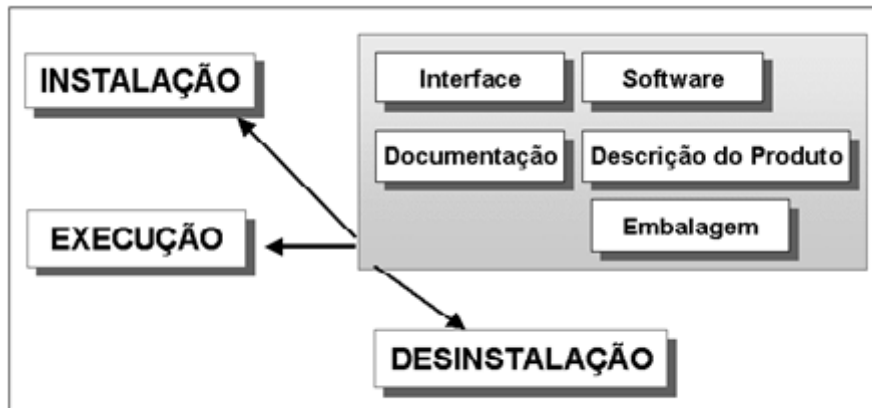 INSTALAÇÃO
Interface
Software
Documentação
Descrição do Produto
EXECUÇÃO
Embalagem
DESINSTALAÇÃO